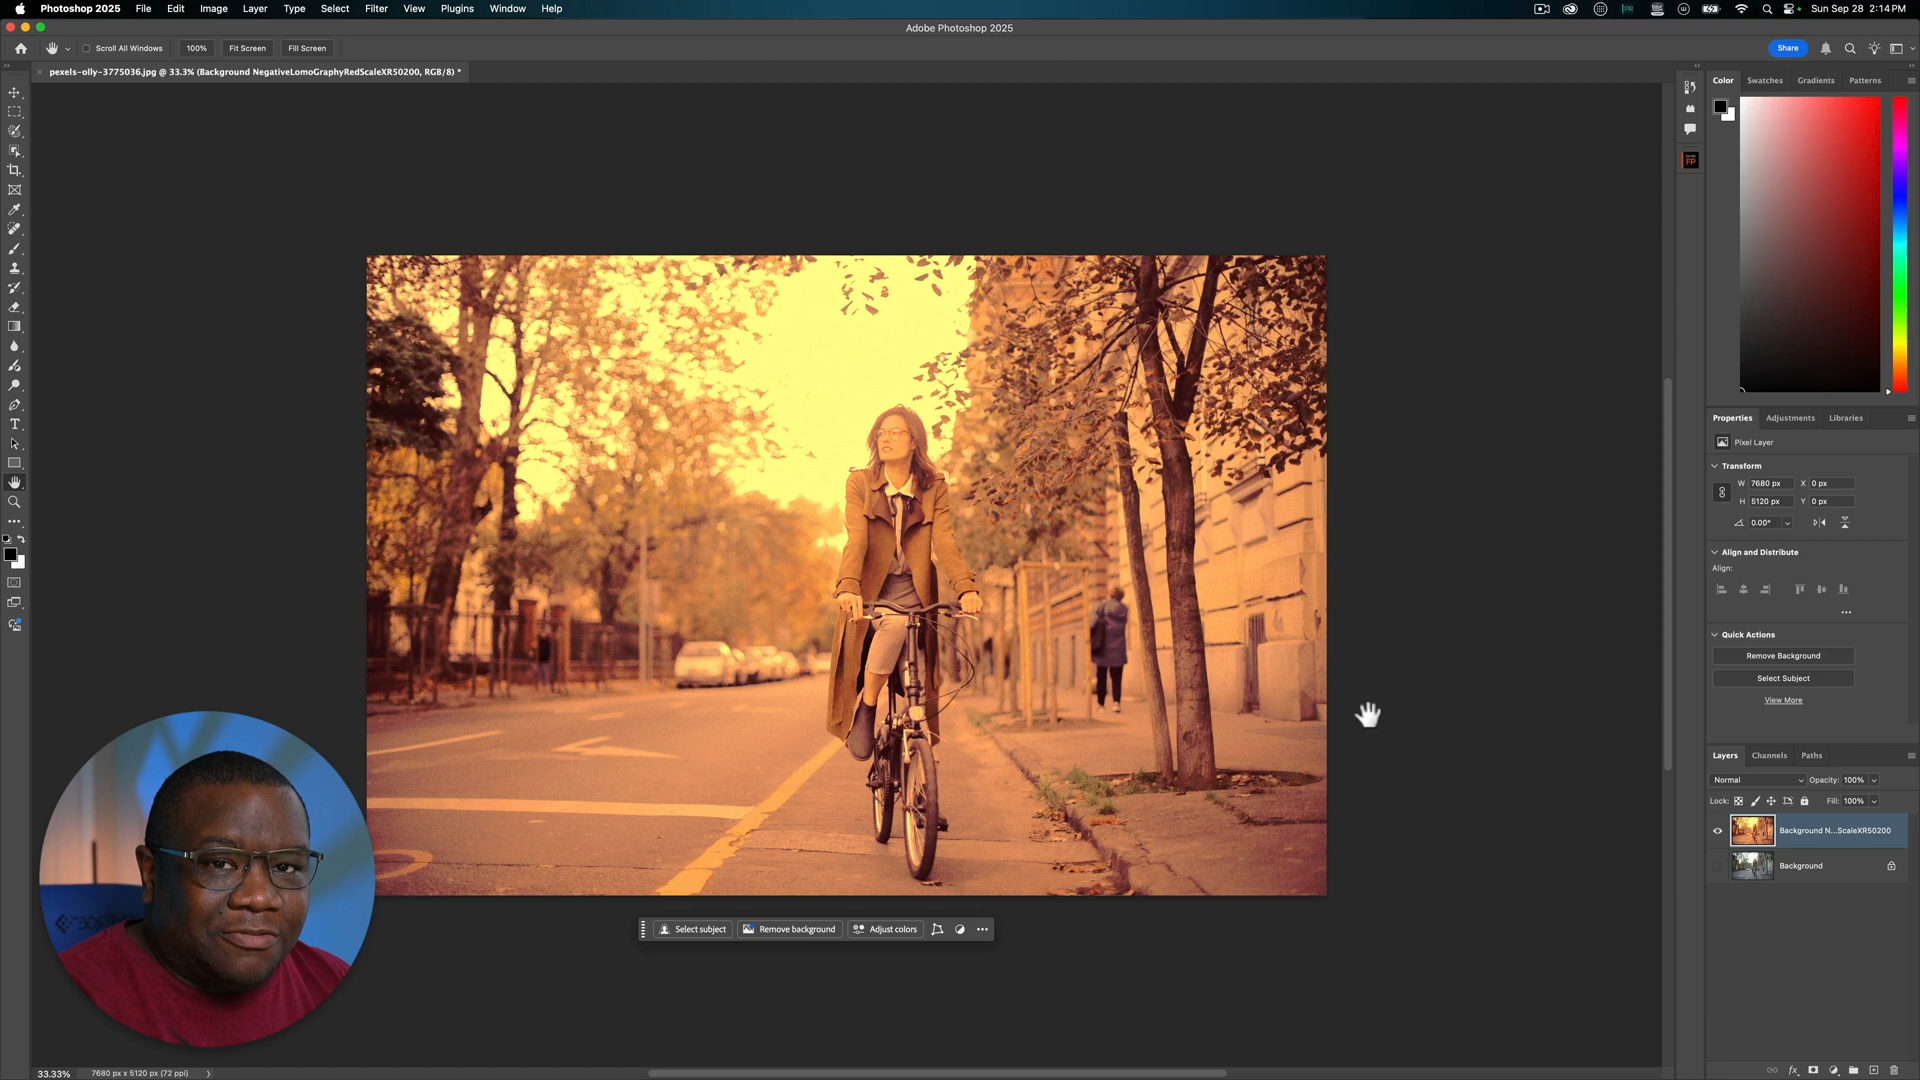 Photoshop 2025 File Edit Image Layer Type Select Filter View Plugins Window Help Sun Sep 28 2:14 PM
Adobe Photoshop 2025
Scroll All Windows 100% Fit Screen Fill Screen Share
pexels-olly-3775036.jpg @ 33.3% (Background NegativeLomoGraphyRedScaleXR50200, RGB/8) *
Color Swatches Gradients Patterns
FP
Properties Adjustments Libraries
Pixel Layer
Transform
W 7680 px X 0 px
H 5120 px Y 0 px
0.00°
Align and Distribute
Align:
Quick Actions
Remove Background
Select Subject
View More
Layers Channels Paths
Normal Opacity: 100%
Lock: Fill: 100%
Background N...ScaleXR50200
Background
Select subject Remove background Adjust colors
33.33% 7680 px x 5120 px (72 ppi)